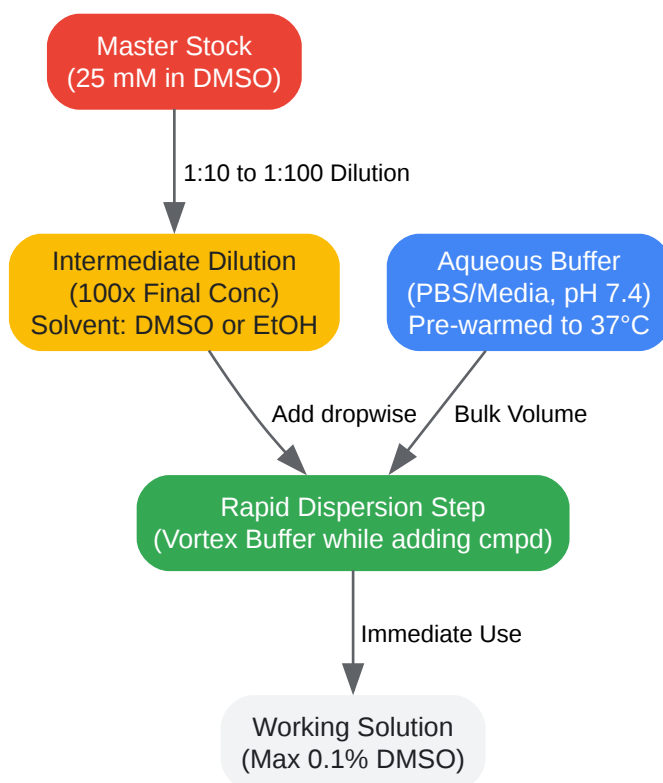 Master Stock
(25 mM in DMSO)
1:10 to 1:100 Dilution
Intermediate Dilution
(100x Final Conc)
Solvent: DMSO or EtOH
Aqueous Buffer
(PBS/Media, pH 7.4)
Pre-warmed to 37°C
Add dropwise
Bulk Volume
Rapid Dispersion Step
(Vortex Buffer while adding cmpd)
Immediate Use
Working Solution
(Max 0.1% DMSO)